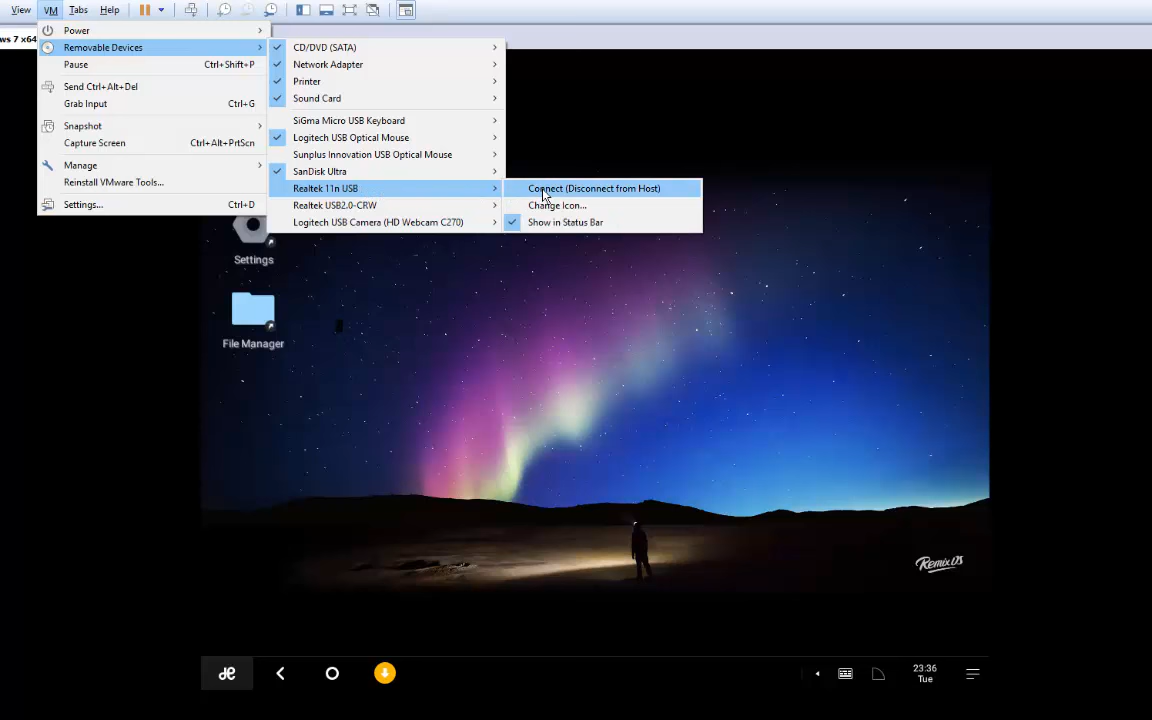 View VM Tabs Help
ws 7 x64
Power
Removable Devices
Pause Ctrl+Shift+P
Send Ctrl+Alt+Del
Grab Input Ctrl+G
Snapshot
Capture Screen Ctrl+Alt+PrtScn
Manage
Reinstall VMware Tools...
Settings... Ctrl+D
CD/DVD (SATA)
Network Adapter
Printer
Sound Card
SiGma Micro USB Keyboard
Logitech USB Optical Mouse
Sunplus Innovation USB Optical Mouse
SanDisk Ultra
Realtek 11n USB
Realtek USB2.0-CRW
Logitech USB Camera (HD Webcam C270)
Connect (Disconnect from Host)
Change Icon...
Show in Status Bar
Settings
File Manager
Remix OS
23:36
Tue